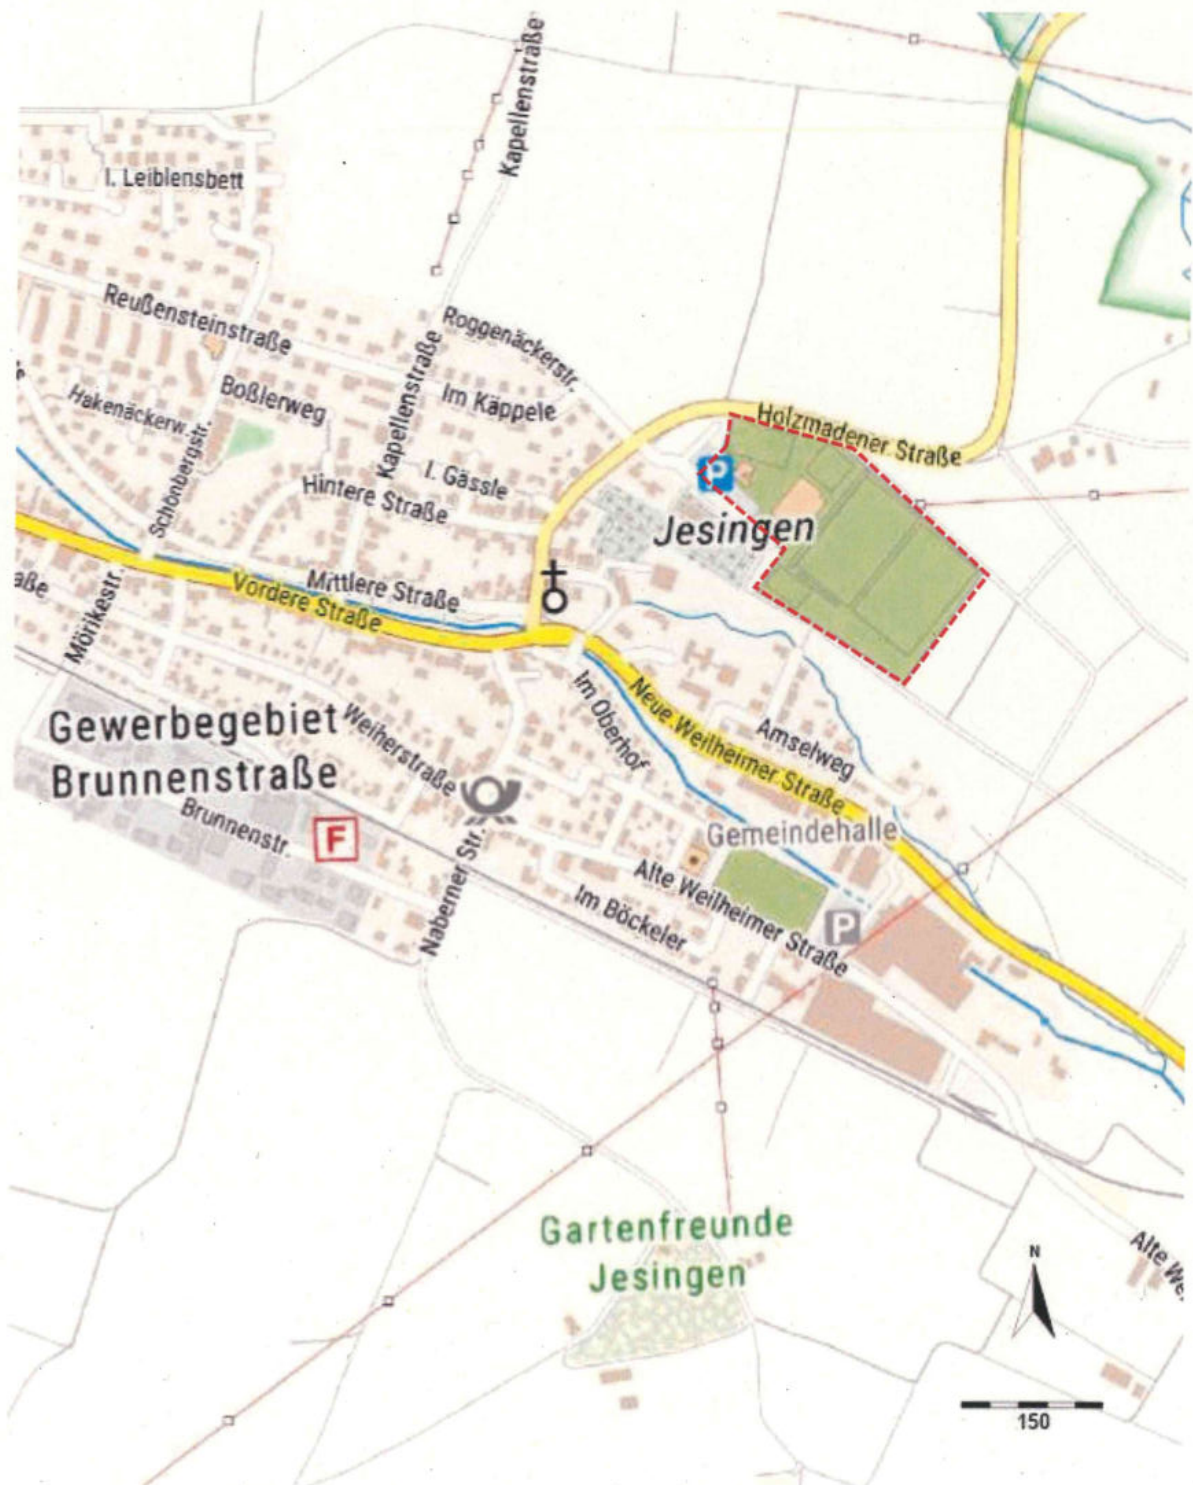 Kapellenstraße
I. Leiblensbett
Reußensteinstraße
Roggenäckerstr.
Kapellenstraße
Im Käppele
Boßlerweg
Hakenäckerw.
Holzmadener Straße
I. Gässle
Hintere Straße
Schönbergstr.
P
Jesingen
Mittlere Straße
Vordere Straße
aße
Mörikestr.
Im Oberhof
Neue Weilheimer Straße
Amselweg
Gewerbegebiet
Brunnenstraße
Weiherstraße
Brunnenstr.
F
Naberner Str.
Gemeindehalle
Alte Weilheimer Straße
Im Böckeler
P
Gartenfreunde
Jesingen
N
Alte We.
150